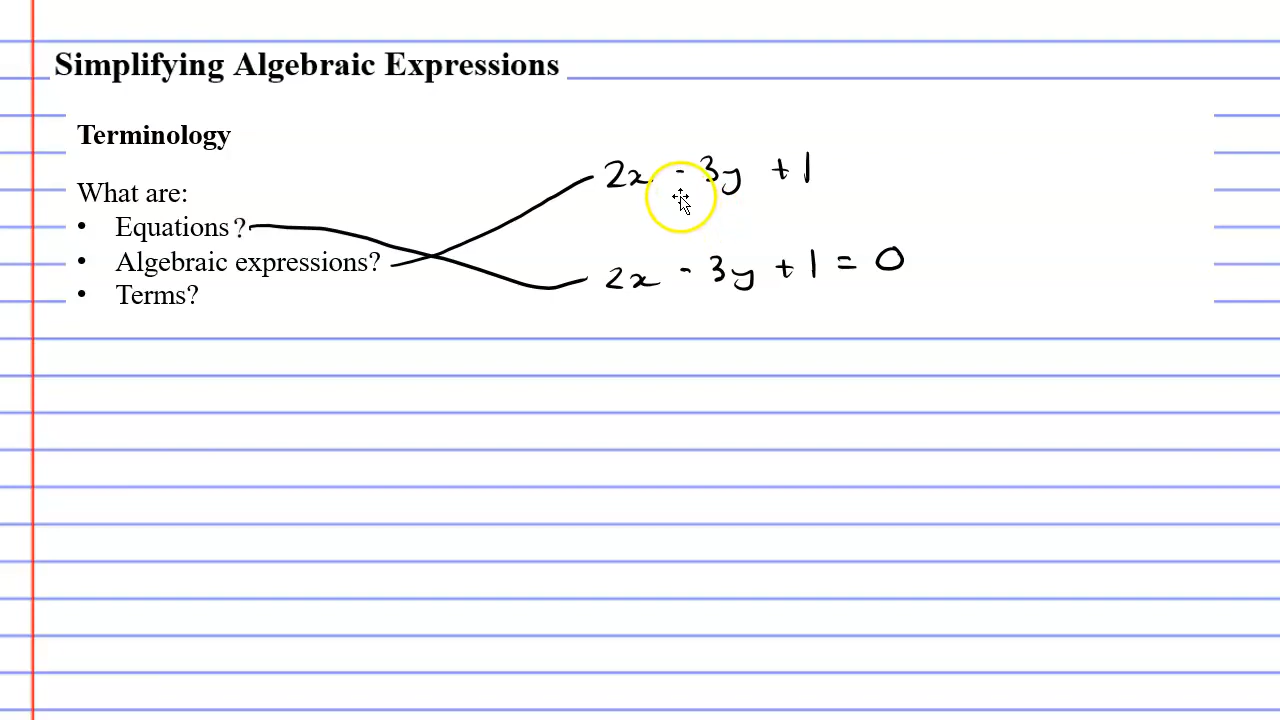 Simplifying Algebraic Expressions
Terminology
2x - 3y + 1
What are:
• Equations?
• Algebraic expressions?
2x - 3y + 1 = 0
• Terms?